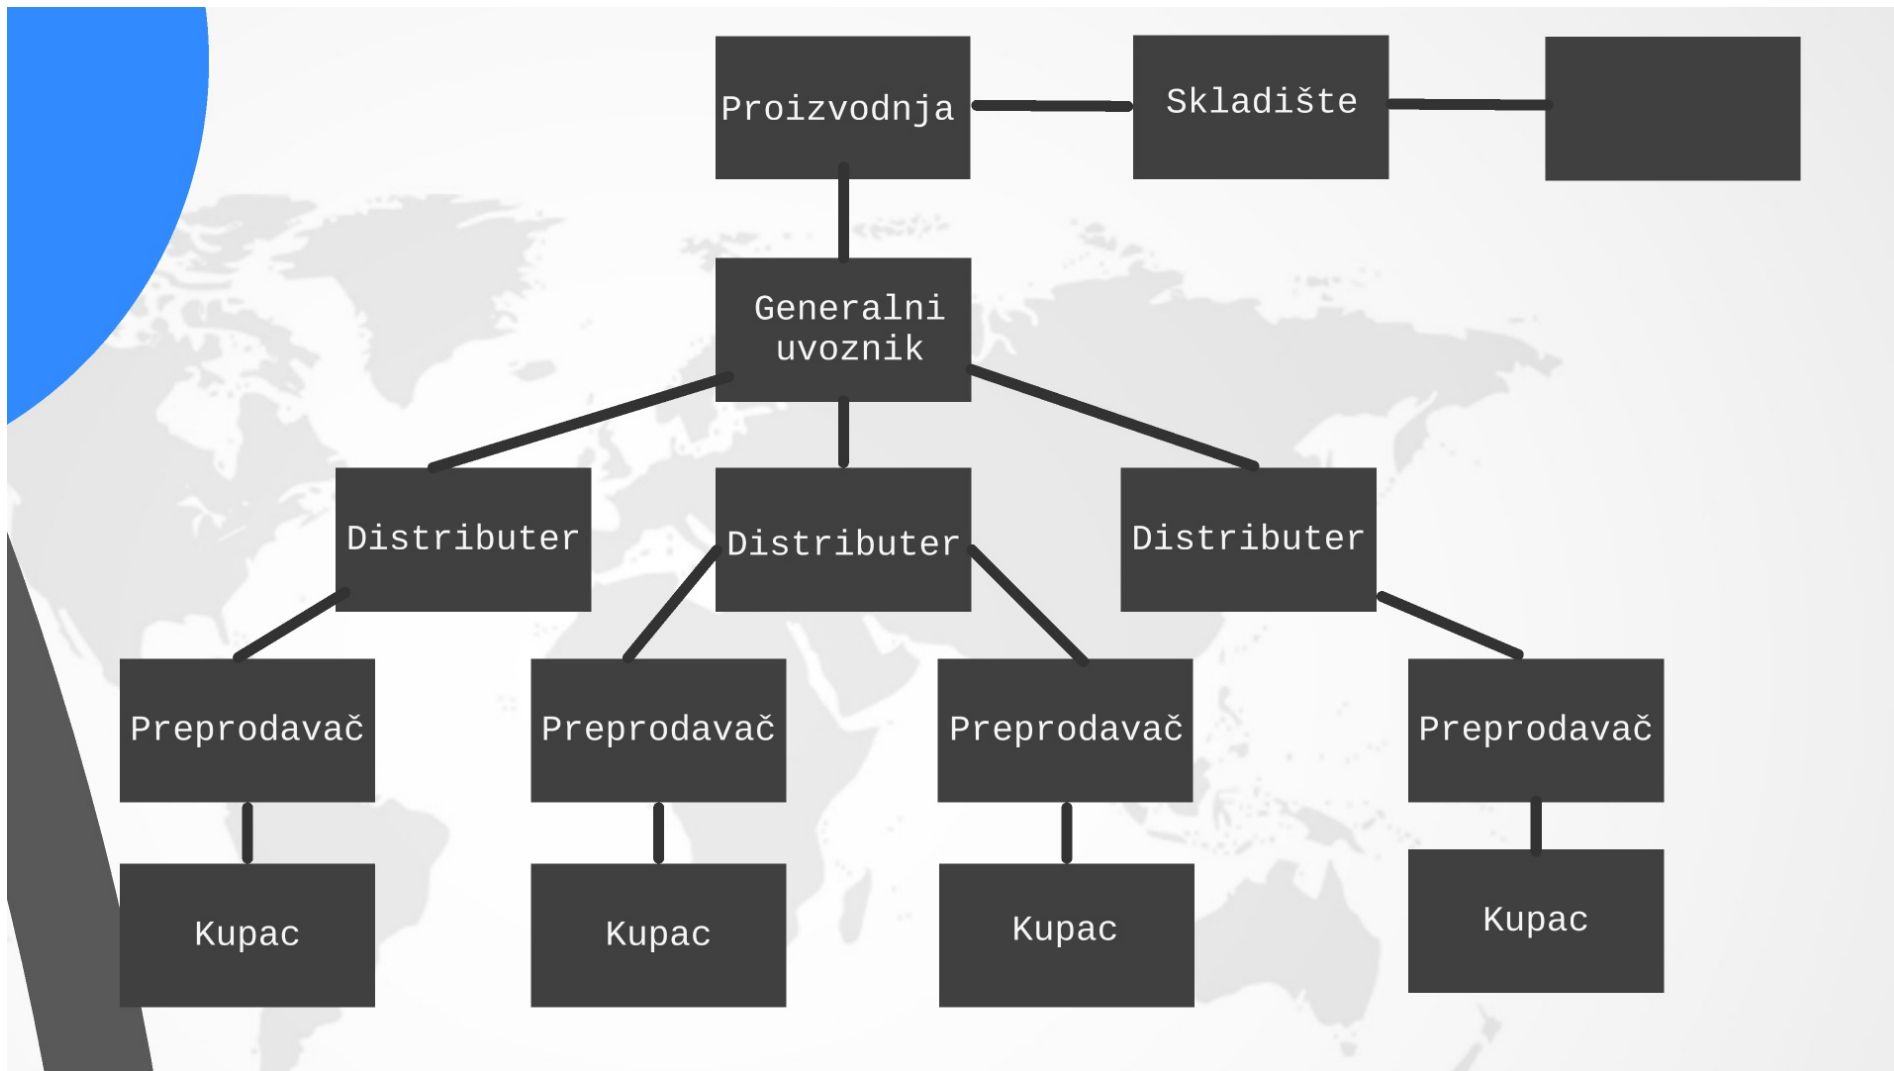 Proizvodnja
Skladište
Generalni
uvoznik
Distributer
Distributer
Distributer
Preprodavač
Preprodavač
Preprodavač
Preprodavač
Kupac
Kupac
Kupac
Kupac